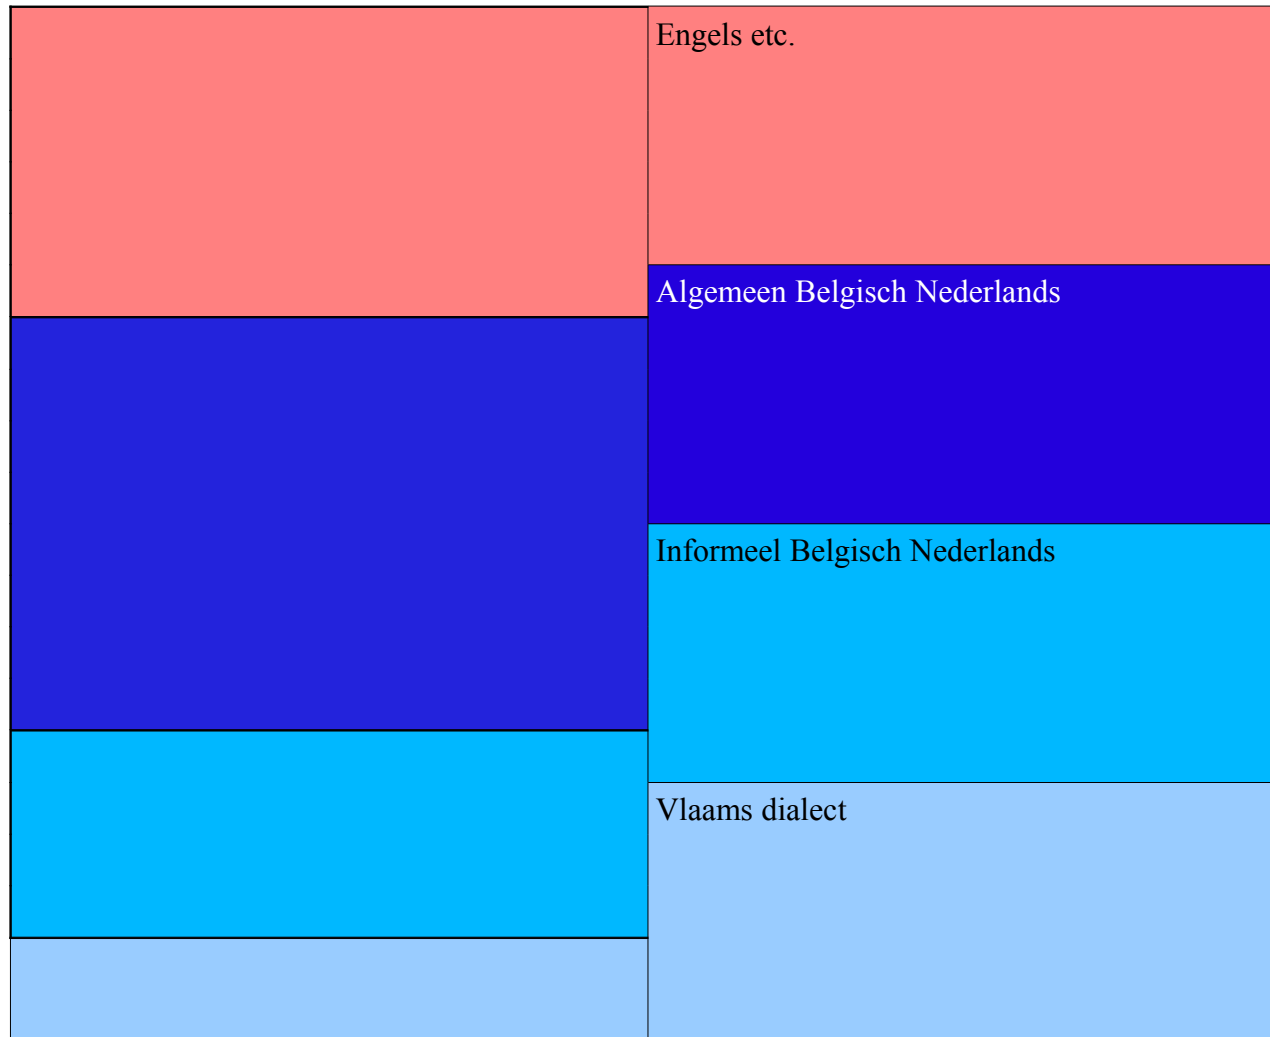 Engels etc.
Algemeen Belgisch Nederlands
Informeel Belgisch Nederlands
Vlaams dialect